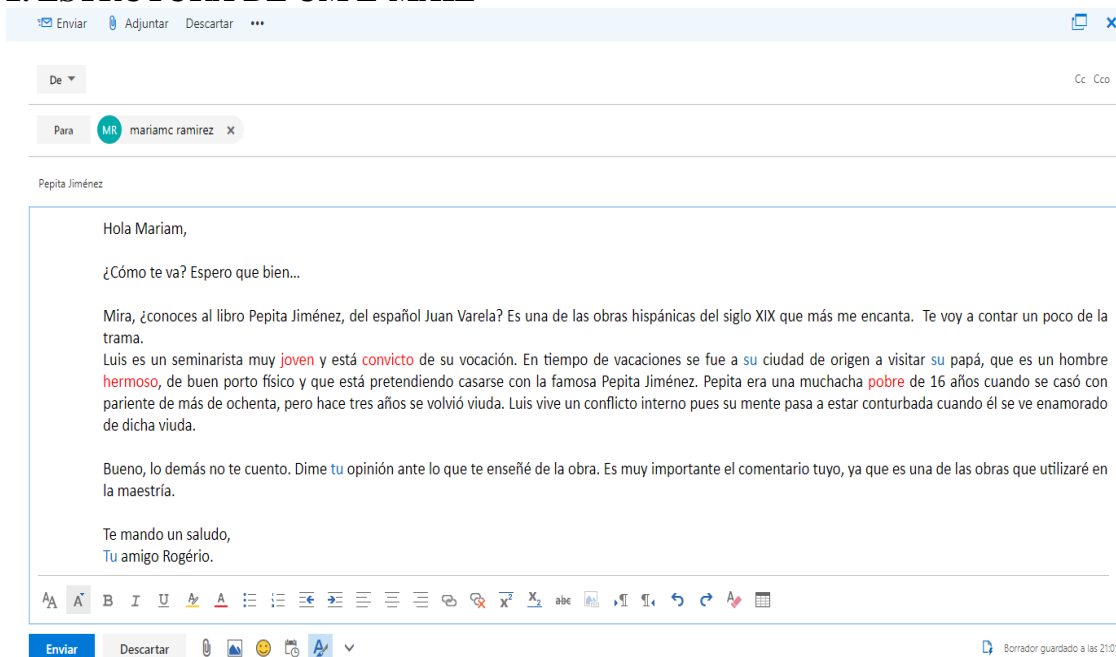 Enviar Adjuntar Descartar •••
De Cc Cco
Para MR mariamc ramirez x
Pepita Jiménez
Hola Mariam,
¿Cómo te va? Espero que bien...
Mira, ¿conoces al libro Pepita Jiménez, del español Juan Varela? Es una de las obras hispánicas del siglo XIX que más me encanta. Te voy a contar un poco de la
trama.
Luis es un seminarista muy joven y está convicto de su vocación. En tiempo de vacaciones se fue a su ciudad de origen a visitar su papá, que es un hombre
hermoso, de buen porto físico y que está pretendiendo casarse con la famosa Pepita Jiménez. Pepita era una muchacha pobre de 16 años cuando se casó con
pariente de más de ochenta, pero hace tres años se volvió viuda. Luis vive un conflicto interno pues su mente pasa a estar conturbada cuando él se ve enamorado
de dicha viuda.
Bueno, lo demás no te cuento. Dime tu opinión ante lo que te enseñé de la obra. Es muy importante el comentario tuyo, ya que es una de las obras que utilizaré en
la maestría.
Te mando un saludo,
Tu amigo Rogério.
Enviar Descartar Borrador guardado a las